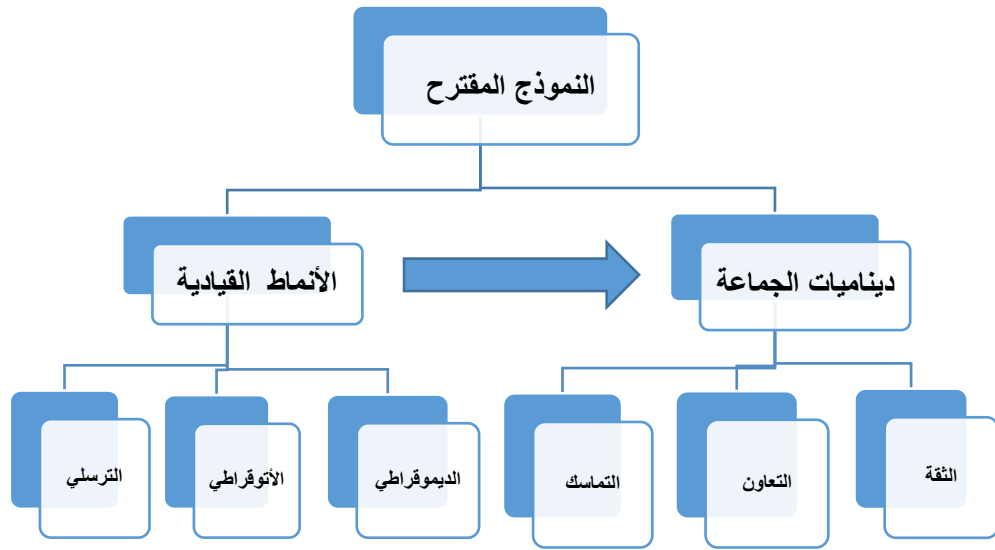 النموذج المقترح
ديناميات الجماعة
الأنماط القيادية
الثقة
التعاون
التماسك
الديموقراطي
الأتوقراطي
الترسلي